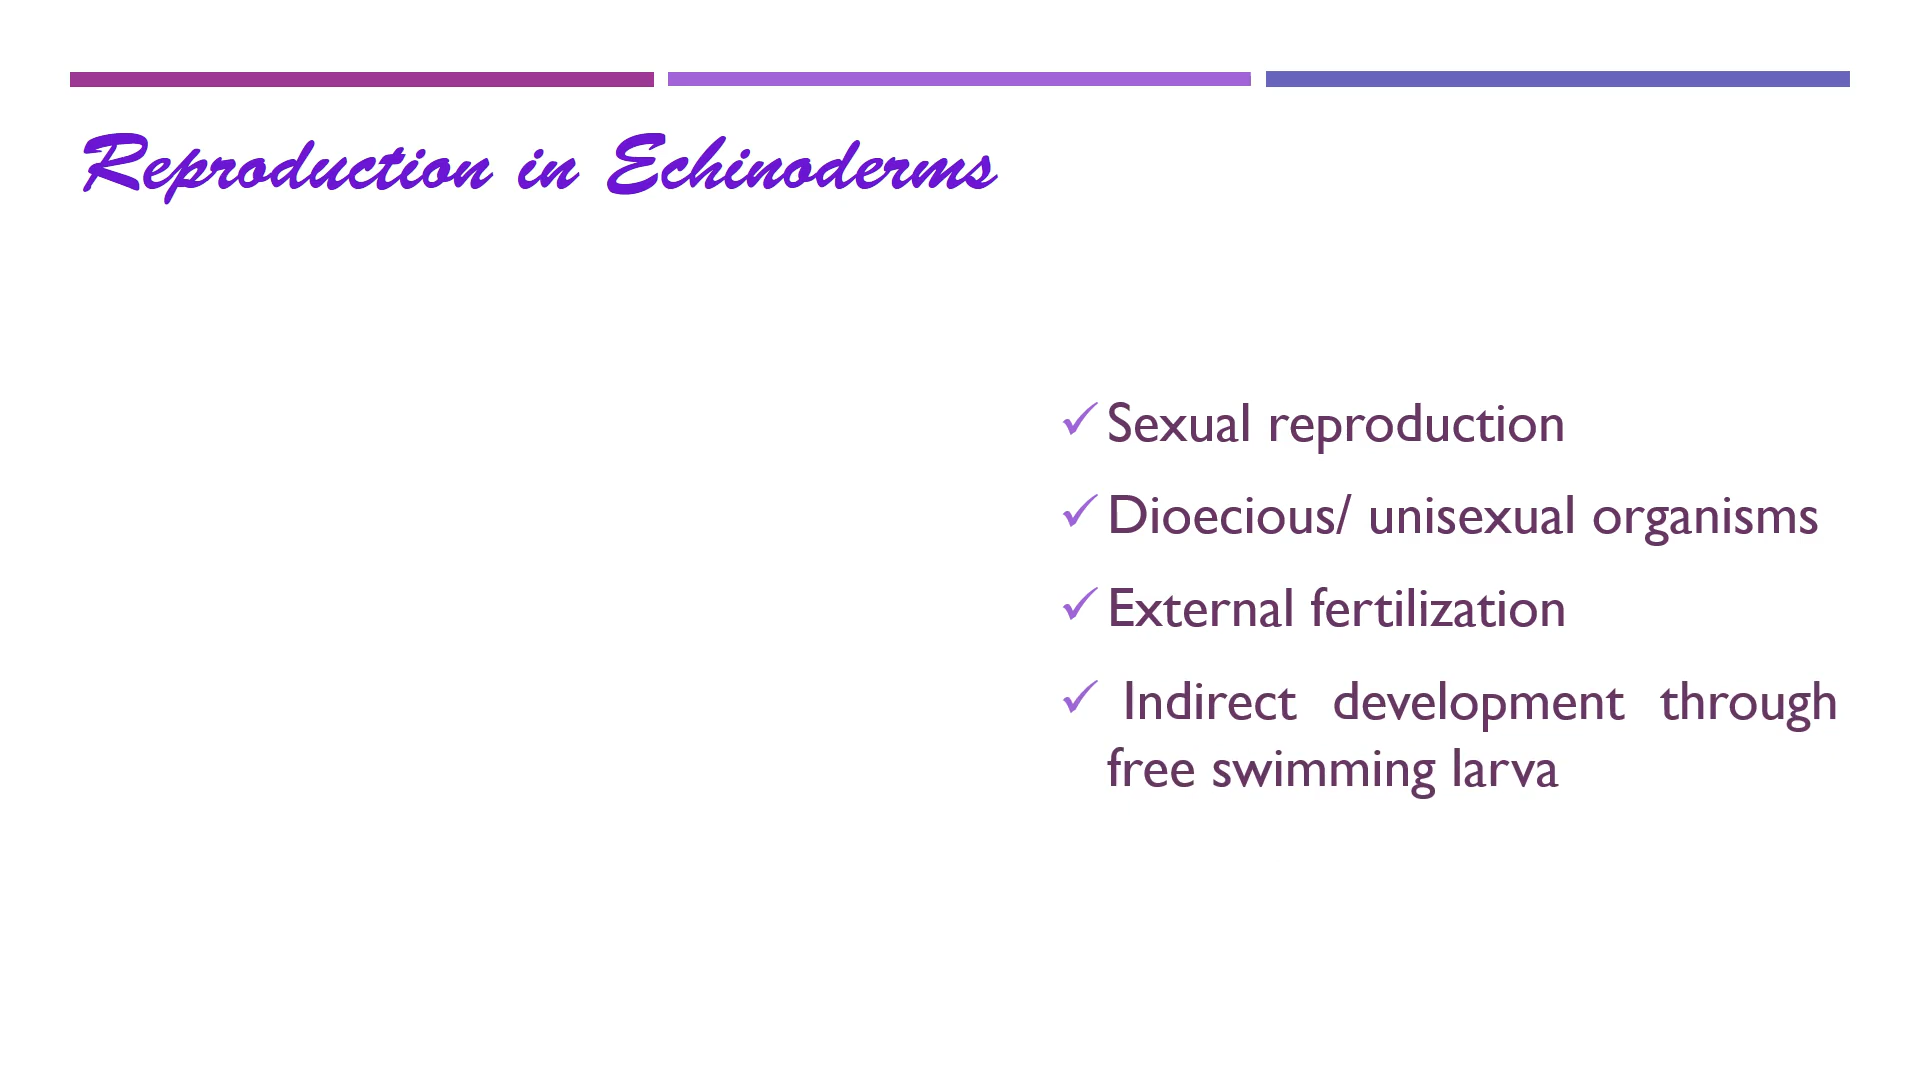 Reproduction in Echinoderms
✓Sexual reproduction
✓Dioecious/ unisexual organisms
✓External fertilization
✓ Indirect development through
free swimming larva